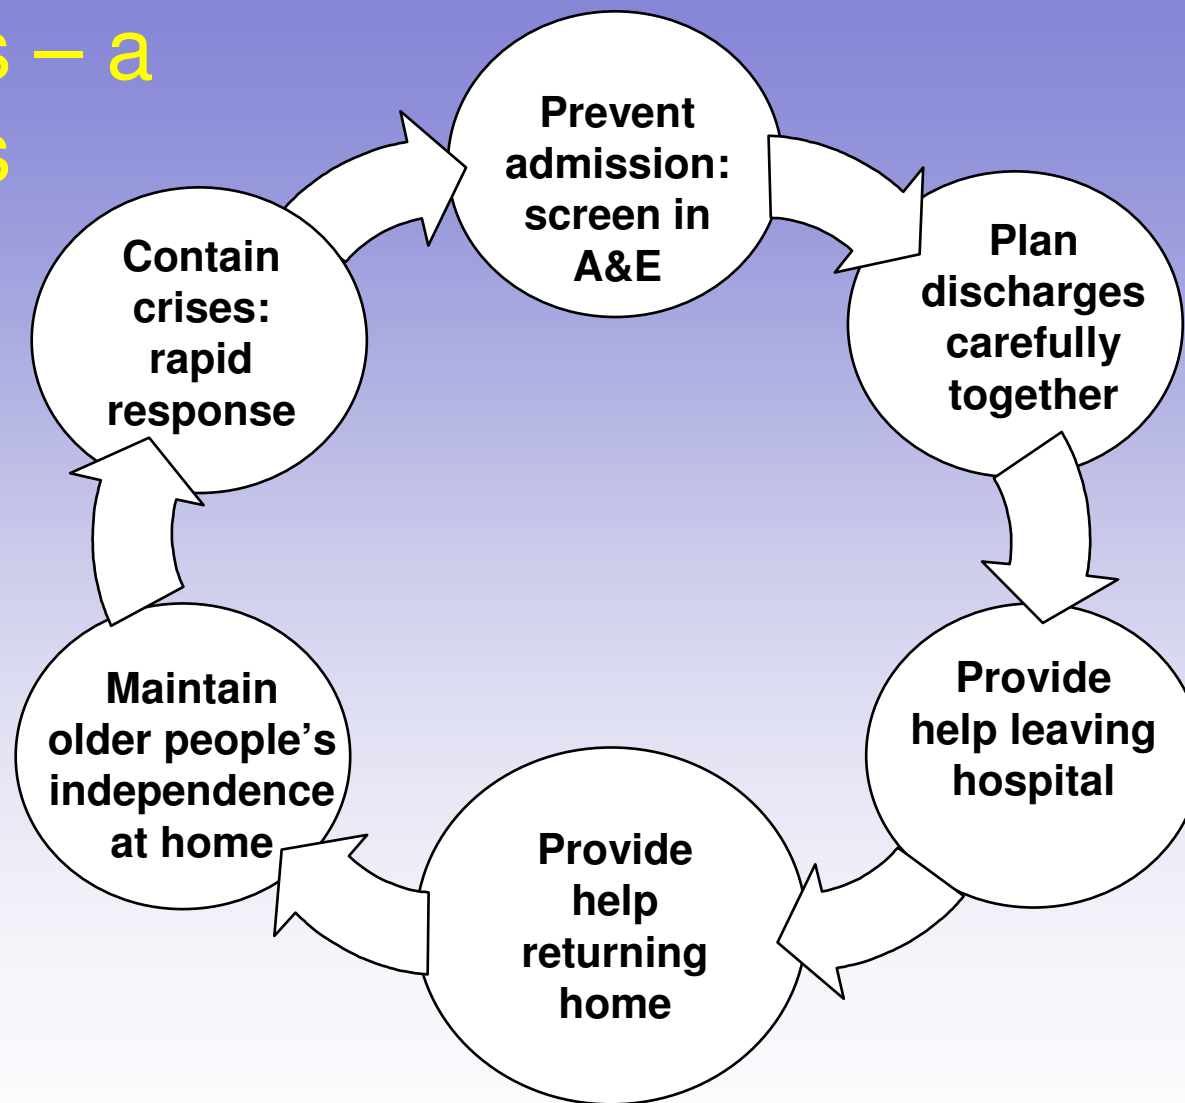 s – a
s
Prevent
admission:
screen in
A&E
Plan
discharges
carefully
together
Provide
help leaving
hospital
Provide
help
returning
home
Maintain
older people’s
independence
at home
Contain
crises:
rapid
response